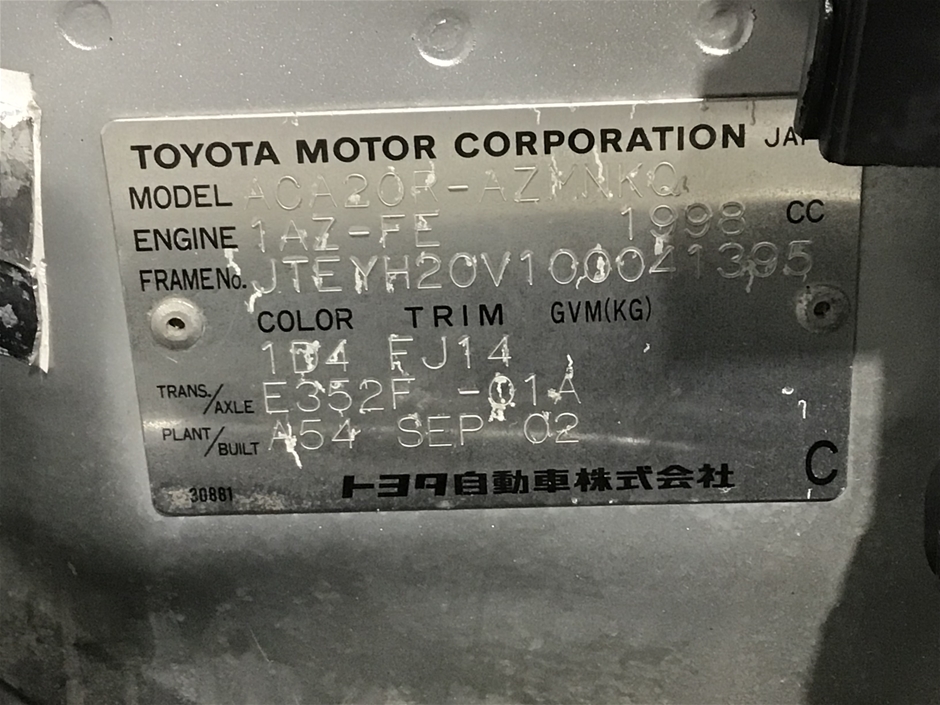 TOYOTA MOTOR CORPORATION JAP
MODEL ACA20R-AZMNKQ
ENGINE 1AZ-FE 1998 CC
FRAME No. JTEYH20V100041395
COLOR TRIM GVM(KG)
1D4 FJ14
TRANS./AXLE E352F -01A
PLANT/BUILT A54 SEP 02
30881 トヨタ自動車株式会社 C